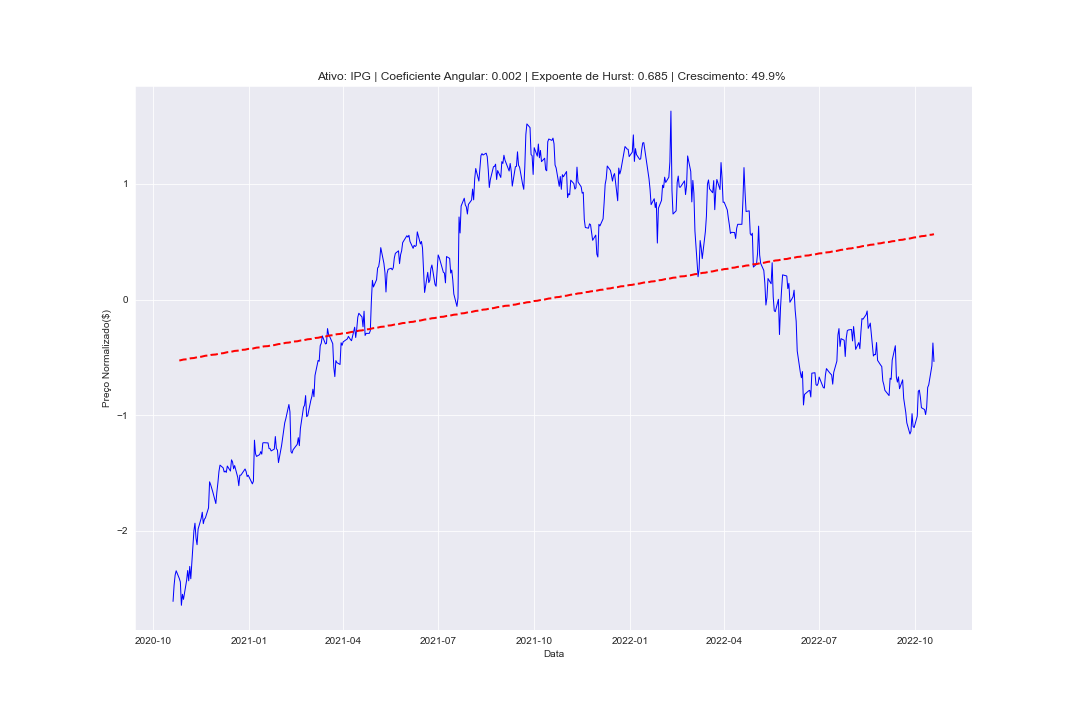 Ativo: IPG | Coeficiente Angular: 0.002 | Expoente de Hurst: 0.685 | Crescimento: 49.9%
Preço Normalizado($)
1
0
−1
−2
2020-10 2021-01 2021-04 2021-07 2021-10 2022-01 2022-04 2022-07 2022-10
Data